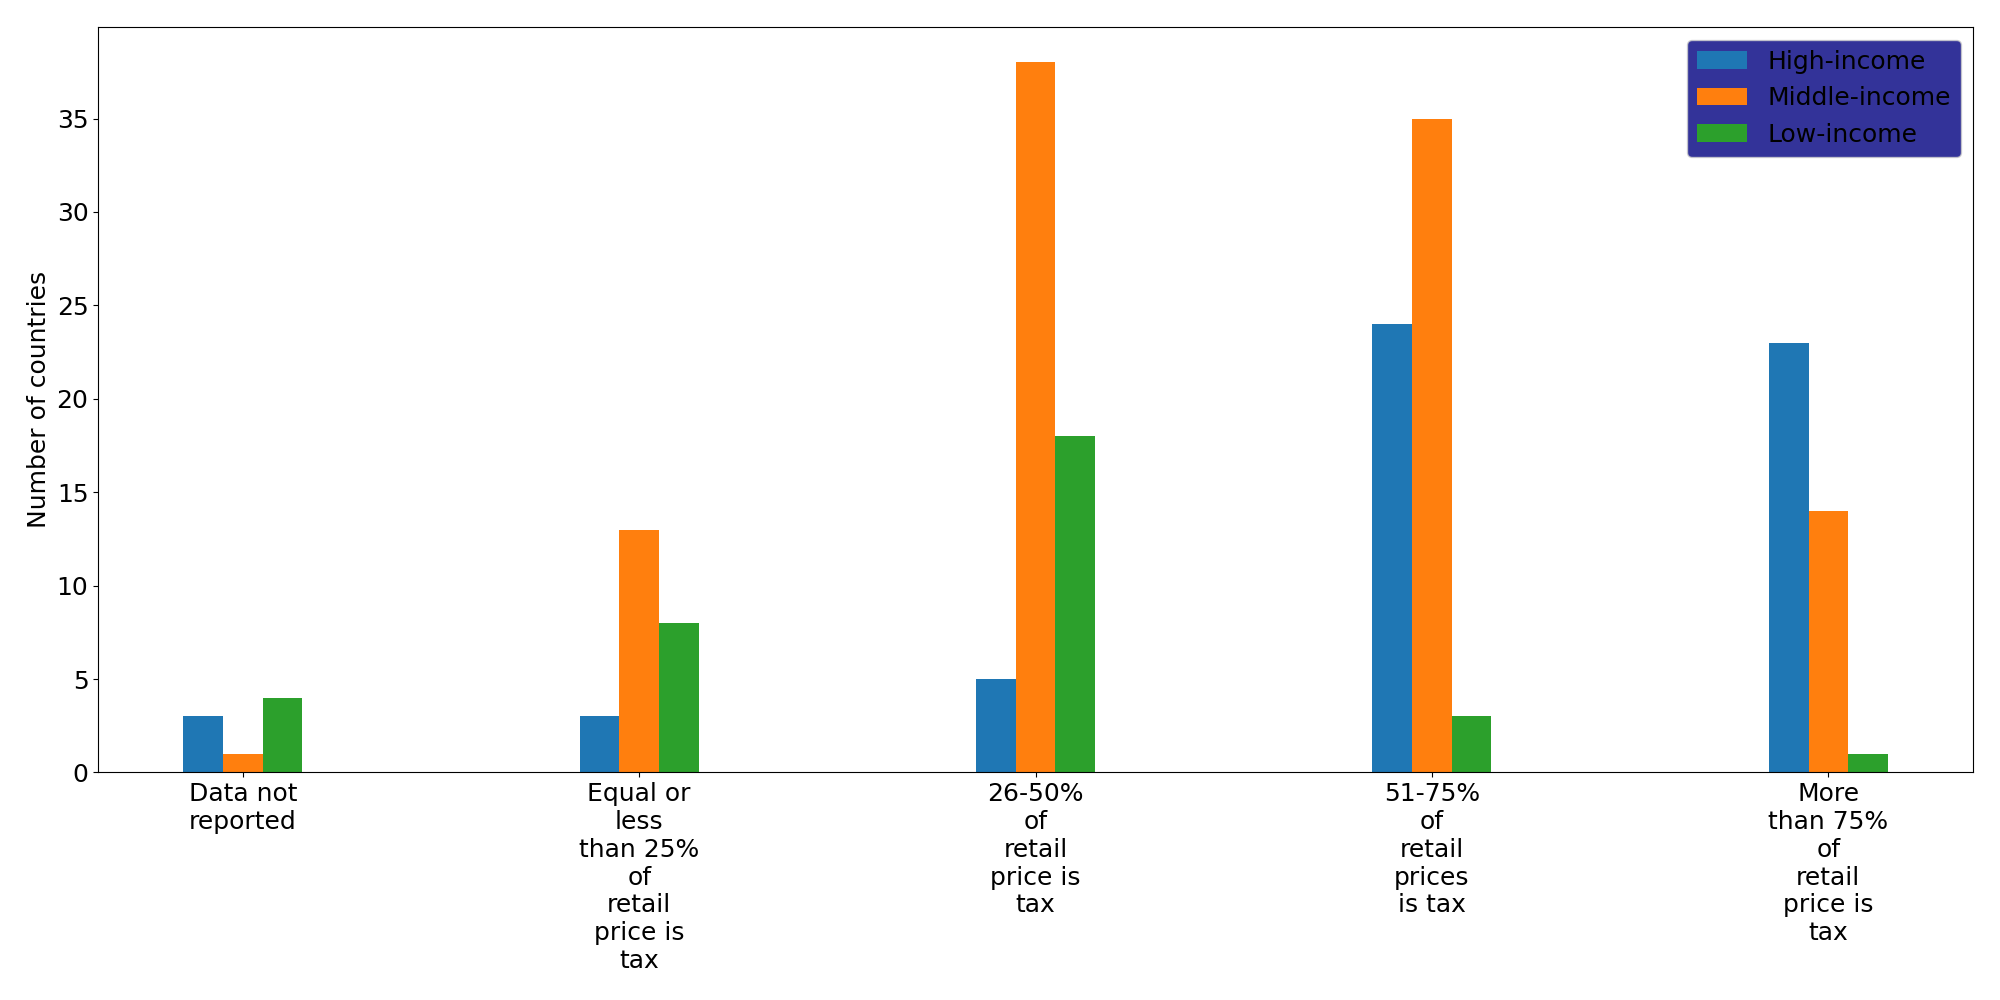 High-income
Middle-income
Low-income
Number of countries
35
30
25
20
15
10
5
0
Data not
reported
Equal or
less
than 25%
of
retail
price is
tax
26-50%
of
retail
price is
tax
51-75%
of
retail
prices
is tax
More
than 75%
of
retail
price is
tax